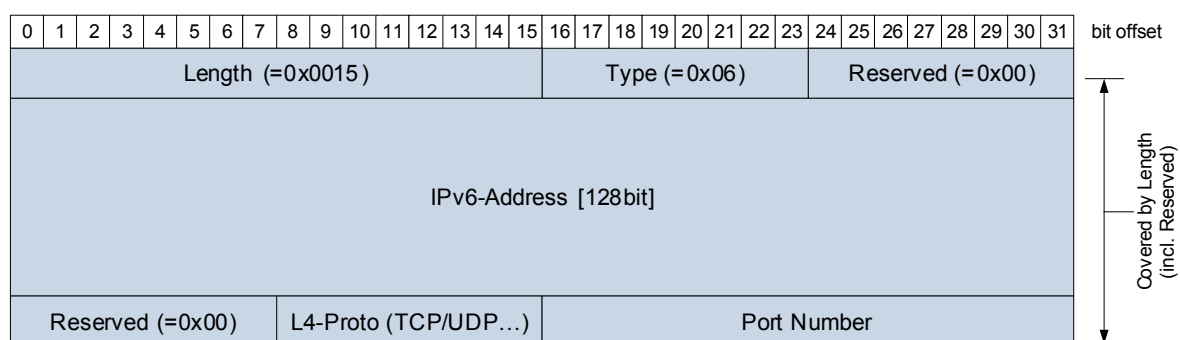 0 1 2 3 4 5 6 7 8 9 10 11 12 13 14 15 16 17 18 19 20 21 22 23 24 25 26 27 28 29 30 31 bit offset
Length (=0x0015) Type (=0x06) Reserved (=0x00)
IPv6-Address [128bit]
Covered by Length
(incl. Reserved)
Reserved (=0x00) L4-Proto (TCP/UDP...) Port Number